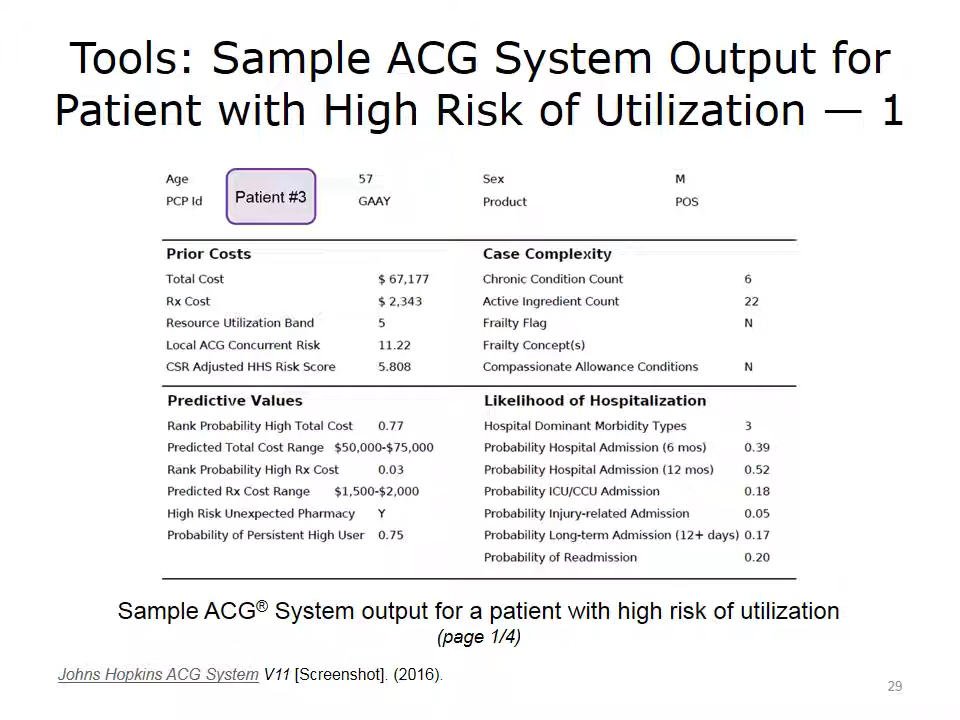 Tools: Sample ACG System Output for
Patient with High Risk of Utilization — 1
Age 57 Sex M
PCP Id GAAY Product POS
Patient #3
Prior Costs Case Complexity
Total Cost $ 67,177 Chronic Condition Count 6
Rx Cost $ 2,343 Active Ingredient Count 22
Resource Utilization Band 5 Frailty Flag N
Local ACG Concurrent Risk 11.22 Frailty Concept(s)
CSR Adjusted HHS Risk Score 5.808 Compassionate Allowance Conditions N
Predictive Values Likelihood of Hospitalization
Rank Probability High Total Cost 0.77 Hospital Dominant Morbidity Types 3
Predicted Total Cost Range $50,000-$75,000 Probability Hospital Admission (6 mos) 0.39
Rank Probability High Rx Cost 0.03 Probability Hospital Admission (12 mos) 0.52
Predicted Rx Cost Range $1,500-$2,000 Probability ICU/CCU Admission 0.18
High Risk Unexpected Pharmacy Y Probability Injury-related Admission 0.05
Probability of Persistent High User 0.75 Probability Long-term Admission (12+ days) 0.17
Probability of Readmission 0.20
Sample ACG® System output for a patient with high risk of utilization
(page 1/4)
Johns Hopkins ACG System V11 [Screenshot]. (2016).
29